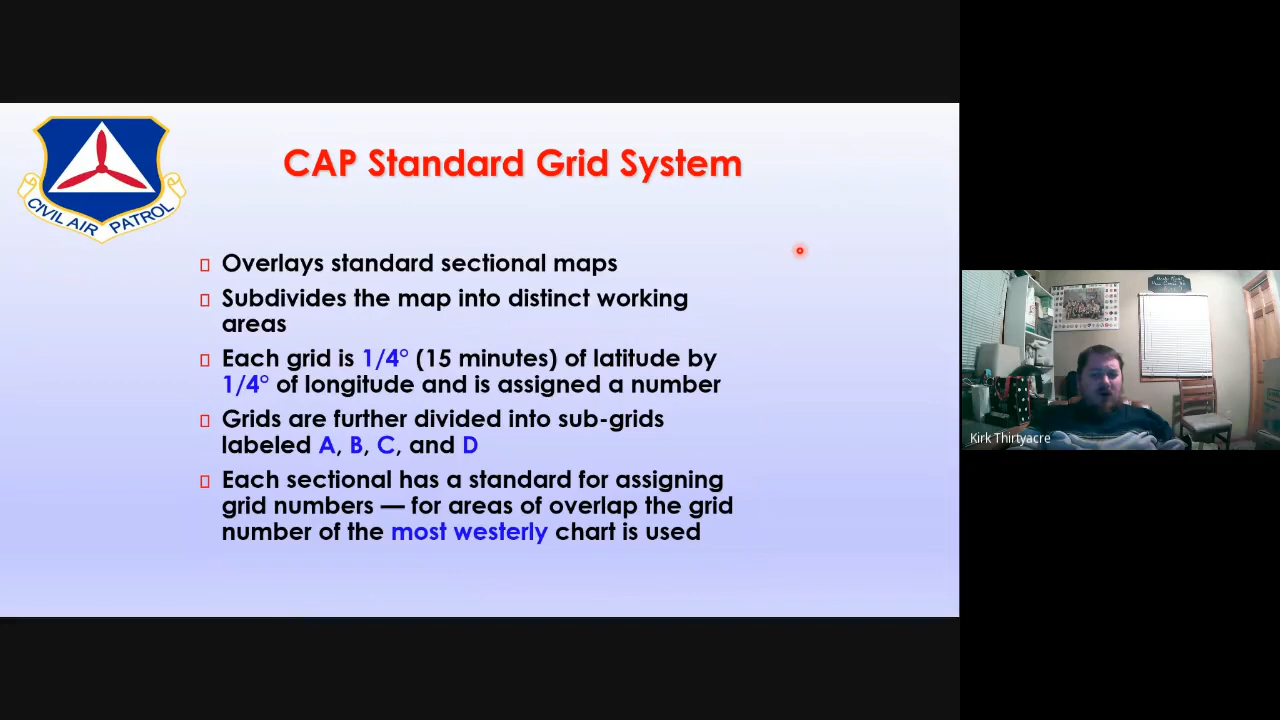 CIVIL AIR PATROL
CAP Standard Grid System
Overlays standard sectional maps
Subdivides the map into distinct working
areas
Each grid is 1/4° (15 minutes) of latitude by
1/4° of longitude and is assigned a number
Grids are further divided into sub-grids
labeled A, B, C, and D
Each sectional has a standard for assigning
grid numbers — for areas of overlap the grid
number of the most westerly chart is used
Kirk Thirtyacre